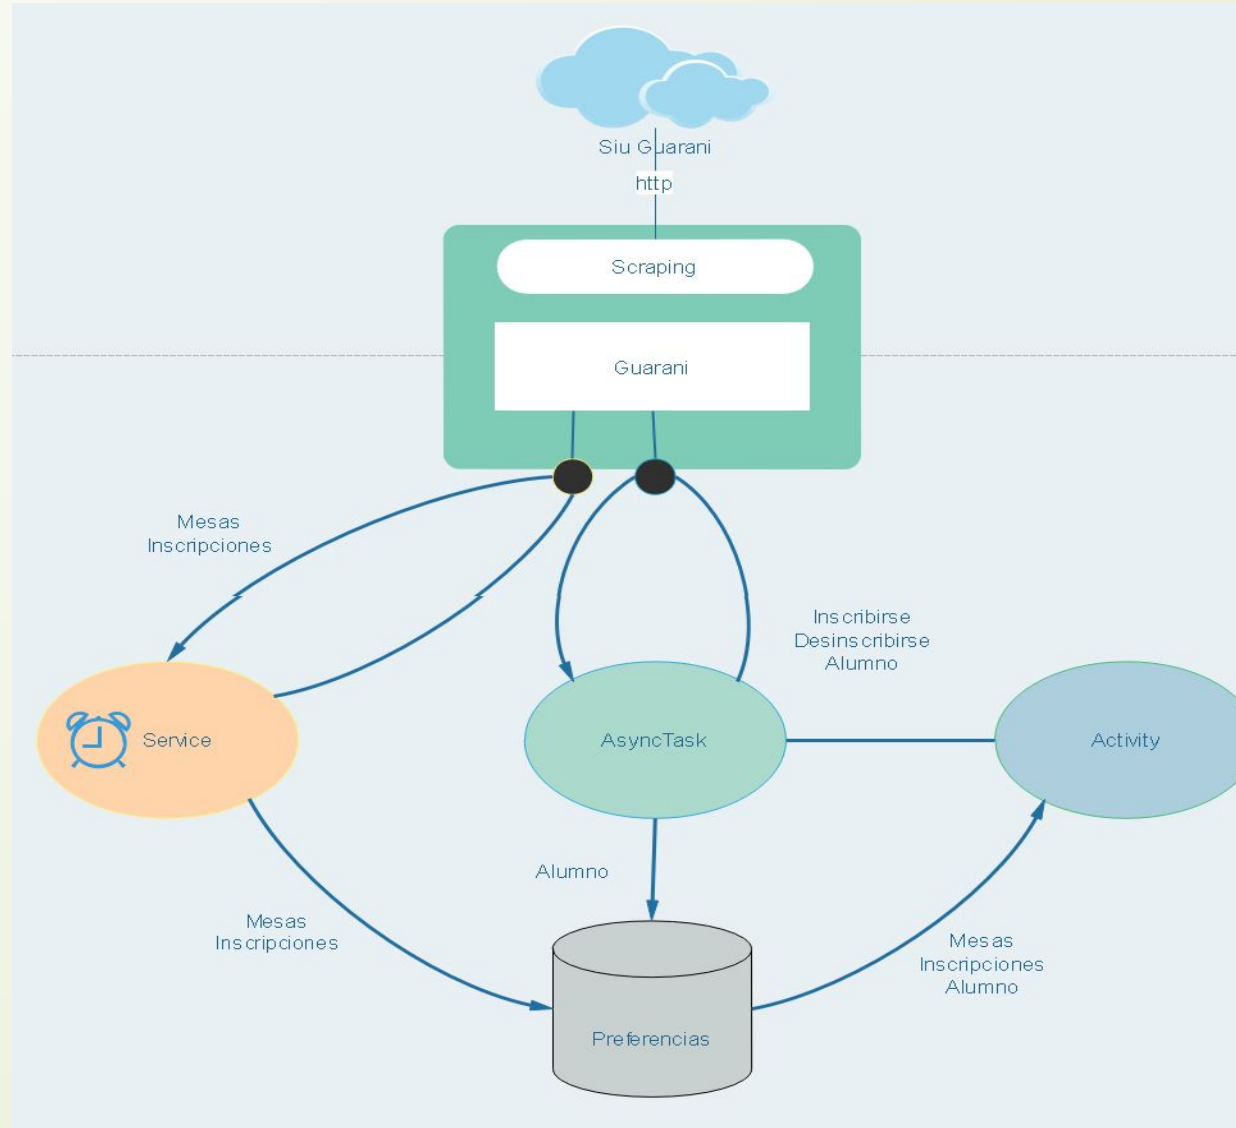 Siu Guarani
http
Scraping
Guarani
Mesas
Inscripciones
Inscribirse
Desinscribirse
Alumno
Service
AsyncTask
Activity
Alumno
Mesas
Inscripciones
Mesas
Inscripciones
Alumno
Preferencias